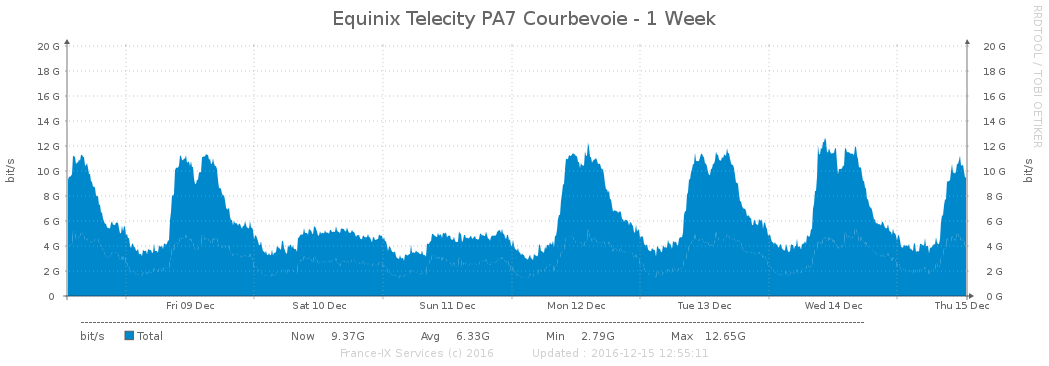 Equinix Telecity PA7 Courbevoie - 1 Week
RRDTOOL / TOBI OETIKER
bit/s
20 G 20 G
18 G 18 G
16 G 16 G
14 G 14 G
12 G 12 G
10 G 10 G
8 G 8 G
6 G 6 G
4 G 4 G
2 G 2 G
0 0 G
bit/s
Fri 09 Dec Sat 10 Dec Sun 11 Dec Mon 12 Dec Tue 13 Dec Wed 14 Dec Thu 15 Dec
bit/s Total Now 9.37G Avg 6.33G Min 2.79G Max 12.65G
France-IX Services (c) 2016 Updated : 2016-12-15 12:55:11